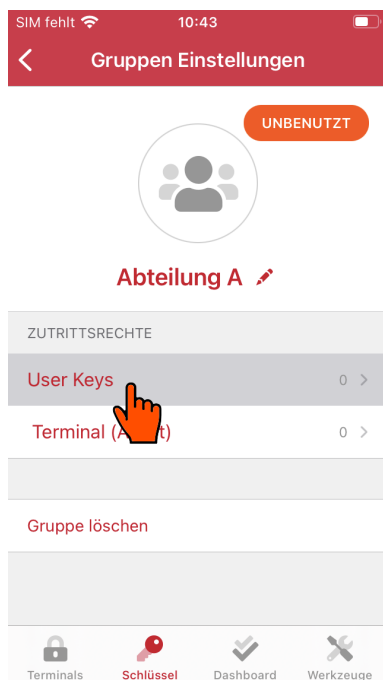 SIM fehlt 10:43
Gruppen Einstellungen
UNBENUTZT
Abteilung A
ZUTRITTSRECHTE
User Keys 0
Terminal ( 0
Gruppe löschen
Terminals Schlüssel Dashboard Werkzeuge